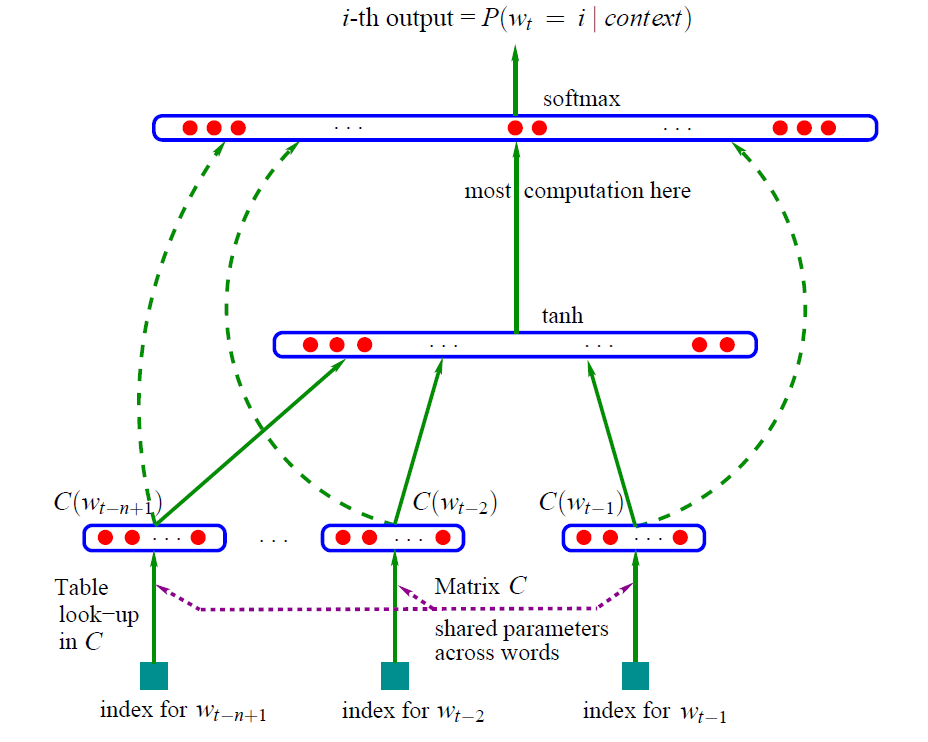 i-th output = P(w_t = i | context)
softmax
. . .
. . .
most computation here
tanh
. . .
. . .
C(w_{t−n+1})
C(w_{t−2})
C(w_{t−1})
. . .
. . .
. . .
. . .
Table
look−up
in C
Matrix C
shared parameters
across words
index for w_{t−n+1}
index for w_{t−2}
index for w_{t−1}